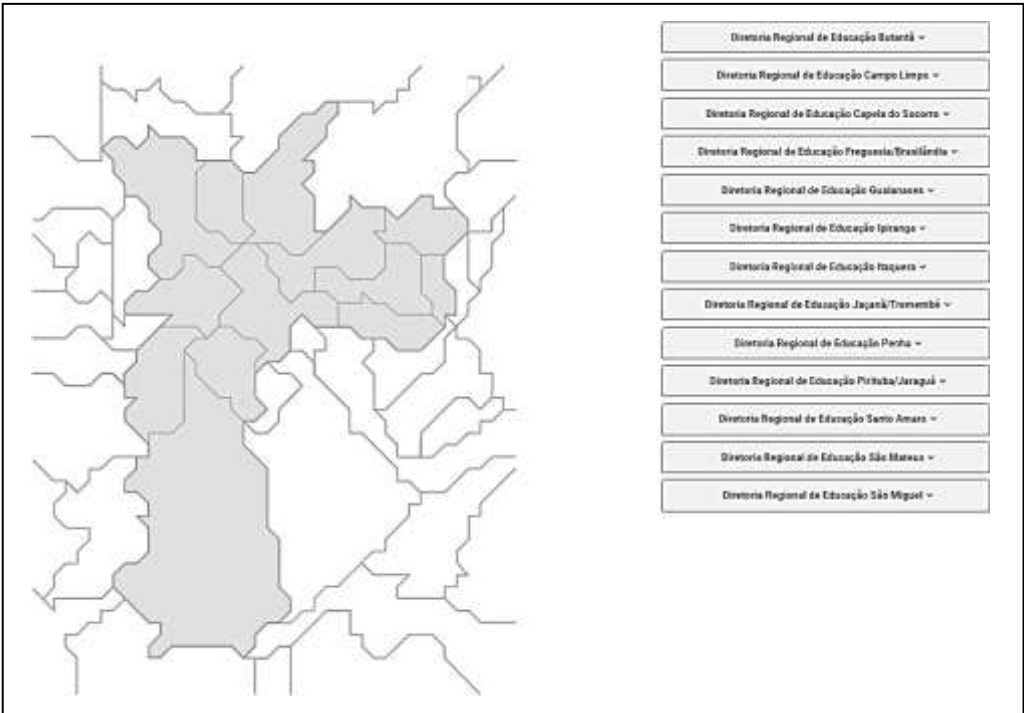 Diretoria Regional de Educação Butantã
Diretoria Regional de Educação Campo Limpo
Diretoria Regional de Educação Capela do Socorro
Diretoria Regional de Educação Freguesia/Brasilândia
Diretoria Regional de Educação Guaianases
Diretoria Regional de Educação Ipiranga
Diretoria Regional de Educação Itaquera
Diretoria Regional de Educação Jaçanã/Tremembé
Diretoria Regional de Educação Penha
Diretoria Regional de Educação Pirituba/Jaraguá
Diretoria Regional de Educação Santo Amaro
Diretoria Regional de Educação São Mateus
Diretoria Regional de Educação São Miguel